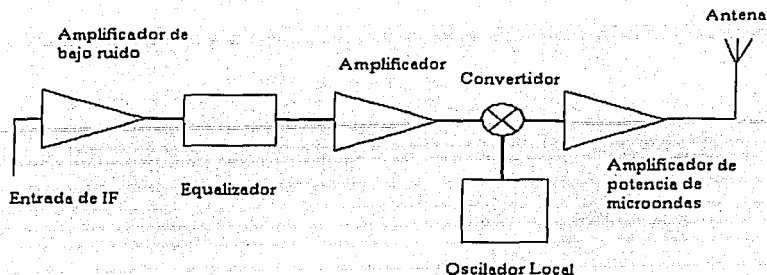 Antena
Amplificador de
bajo ruido
Amplificador
Convertidor
Entrada de IF
Equalizador
Amplificador de
potencia de
microondas
Oscilador Local